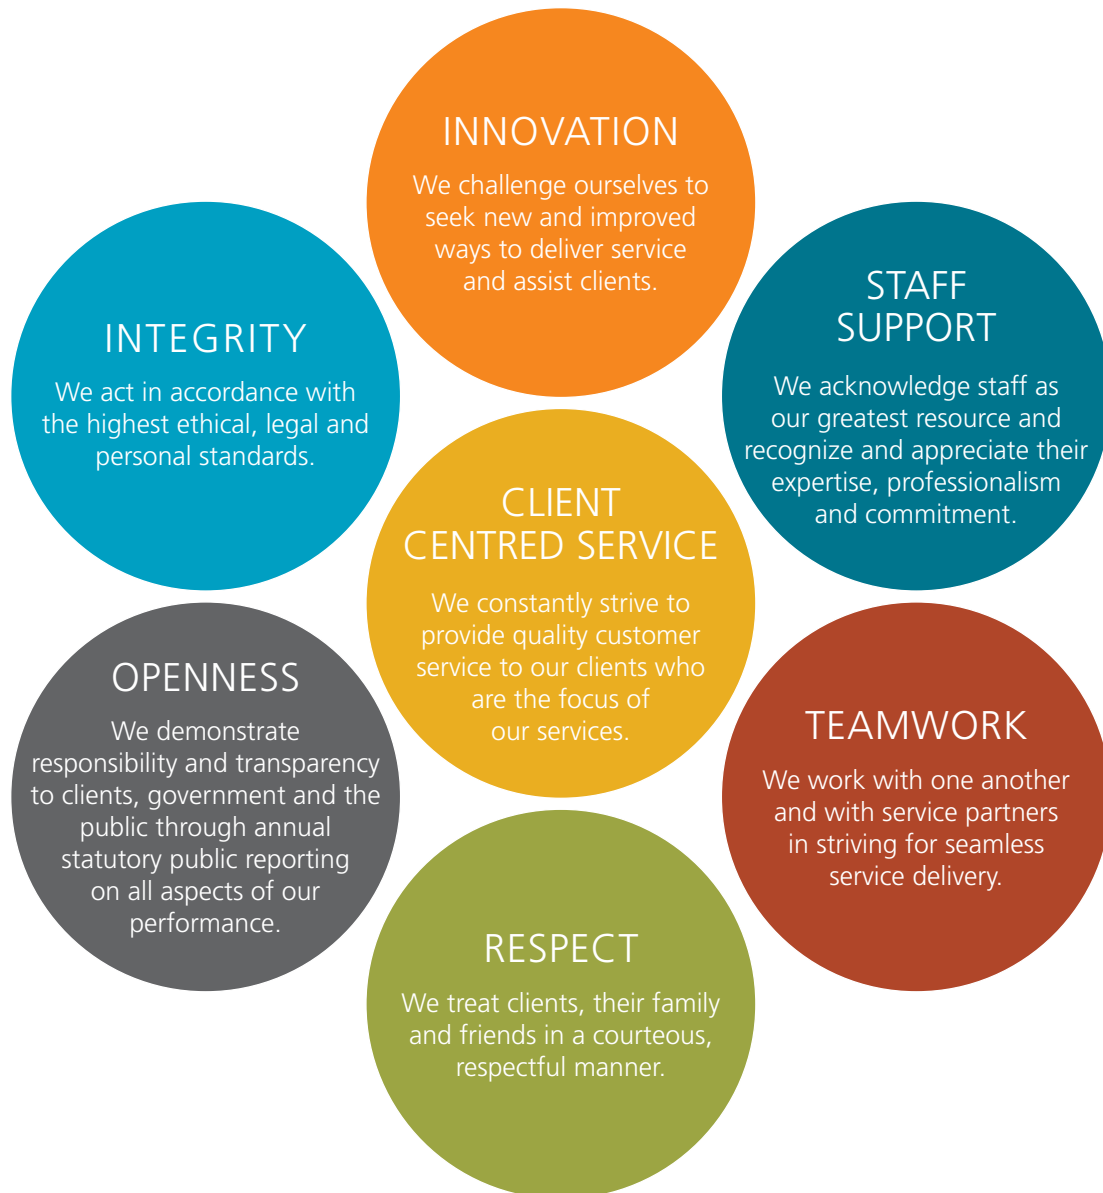 INNOVATION
We challenge ourselves to
seek new and improved
ways to deliver service
and assist clients.
INTEGRITY
We act in accordance with
the highest ethical, legal and
personal standards.
STAFF
SUPPORT
We acknowledge staff as
our greatest resource and
recognize and appreciate their
expertise, professionalism
and commitment.
CLIENT
CENTRED SERVICE
We constantly strive to
provide quality customer
service to our clients who
are the focus of
our services.
OPENNESS
We demonstrate
responsibility and transparency
to clients, government and the
public through annual
statutory public reporting
on all aspects of our
performance.
TEAMWORK
We work with one another
and with service partners
in striving for seamless
service delivery.
RESPECT
We treat clients, their family
and friends in a courteous,
respectful manner.